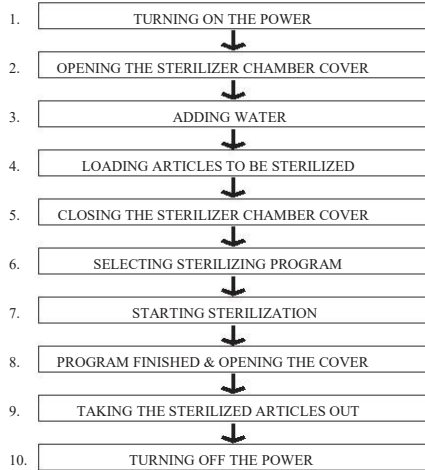 1. TURNING ON THE POWER
2. OPENING THE STERILIZER CHAMBER COVER
3. ADDING WATER
4. LOADING ARTICLES TO BE STERILIZED
5. CLOSING THE STERILIZER CHAMBER COVER
6. SELECTING STERILIZING PROGRAM
7. STARTING STERILIZATION
8. PROGRAM FINISHED & OPENING THE COVER
9. TAKING THE STERILIZED ARTICLES OUT
10. TURNING OFF THE POWER